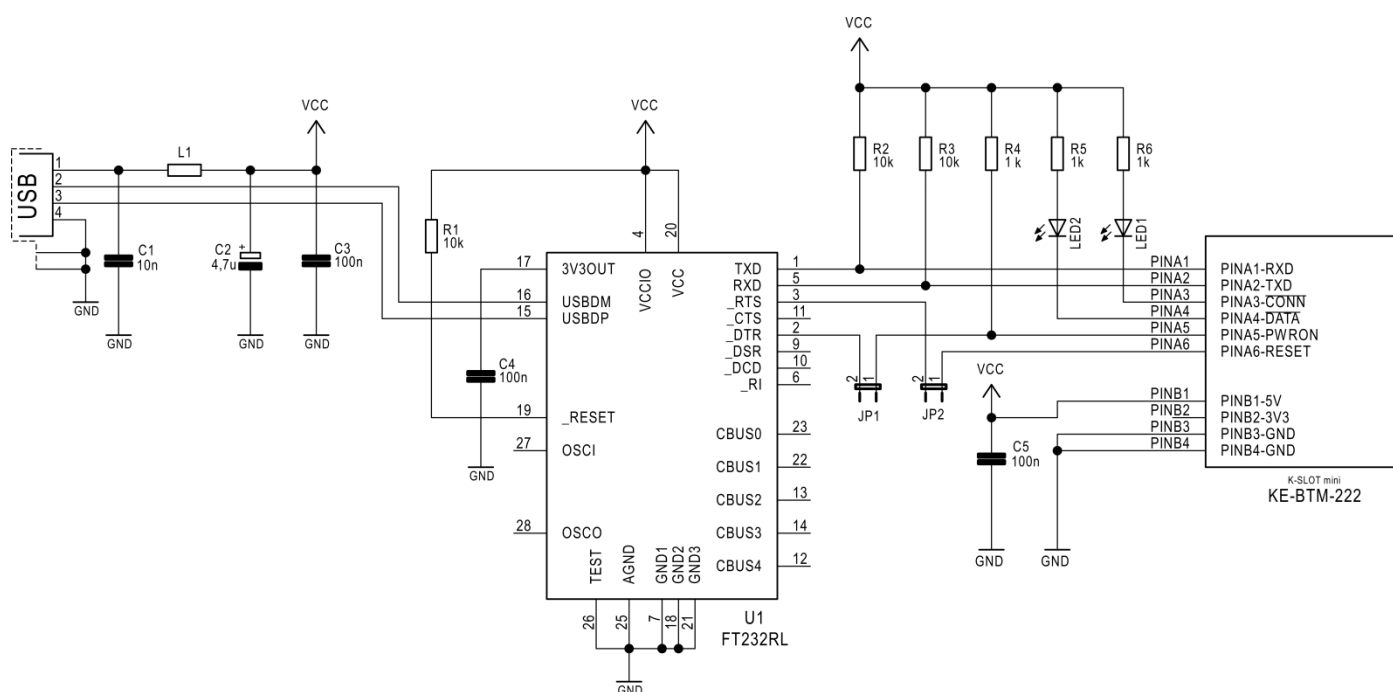 VCC
VCC
VCC
USB
1
2
3
4
L1
C1
10n
C2
+
4,7u
C3
100n
GND
GND
GND
GND
R1
10k
C4
100n
GND
4
20
17
16
15
19
27
28
3V3OUT
USBDM
USBDP
_RESET
OSCI
OSCO
VCCIO
VCC
TXD
RXD
_RTS
_CTS
_DTR
_DSR
_DCD
_RI
CBUS0
CBUS1
CBUS2
CBUS3
CBUS4
1
5
3
11
2
9
10
6
23
22
13
14
12
TEST
AGND
GND1
GND2
GND3
26
25
7
18
21
GND
U1
FT232RL
R2
10k
R3
10k
R4
1k
R5
1k
R6
1k
LED2
LED1
2
1
JP1
2
1
JP2
VCC
C5
100n
GND
GND
PINA1
PINA2
PINA3
PINA4
PINA5
PINA6
PINB1
PINB2
PINB3
PINB4
PINA1-RXD
PINA2-TXD
PINA3-CONN
PINA4-DATA
PINA5-PWRON
PINA6-RESET
PINB1-5V
PINB2-3V3
PINB3-GND
PINB4-GND
K-SLOT mini
KE-BTM-222